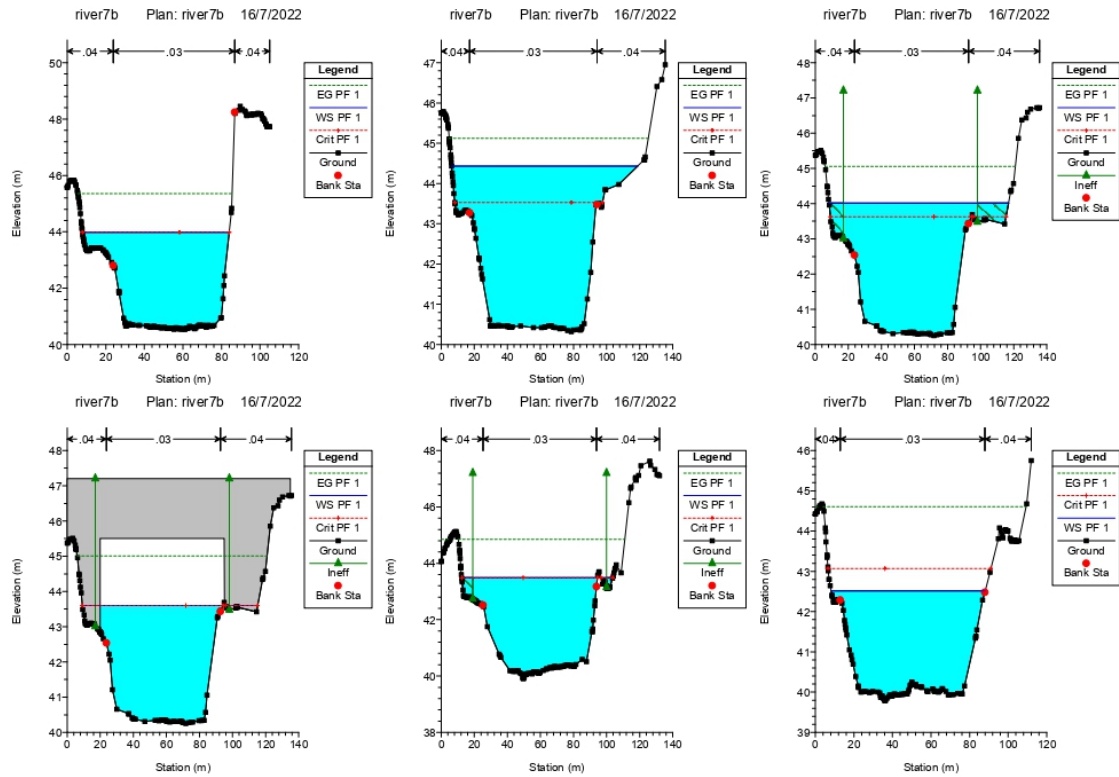 river7b Plan: river7b 16/7/2022
.04 .03 .04
Elevation (m)
50
48
46
44
42
40
0 20 40 60 80 100 120
Station (m)
Legend
EG PF 1
WS PF 1
Crit PF 1
Ground
Bank Sta
river7b Plan: river7b 16/7/2022
.04 .03 .04
Elevation (m)
47
46
45
44
43
42
41
40
0 20 40 60 80 100 120 140
Station (m)
Legend
EG PF 1
WS PF 1
Crit PF 1
Ground
Bank Sta
river7b Plan: river7b 16/7/2022
.04 .03 .04
Elevation (m)
48
47
46
45
44
43
42
41
40
0 20 40 60 80 100 120 140
Station (m)
Legend
EG PF 1
WS PF 1
Crit PF 1
Ground
Ineff
Bank Sta
river7b Plan: river7b 16/7/2022
.04 .03 .04
Elevation (m)
48
47
46
45
44
43
42
41
40
0 20 40 60 80 100 120 140
Station (m)
Legend
EG PF 1
WS PF 1
Crit PF 1
Ground
Ineff
Bank Sta
river7b Plan: river7b 16/7/2022
.04 .03 .04
Elevation (m)
48
46
44
42
40
38
0 20 40 60 80 100 120 140
Station (m)
Legend
EG PF 1
WS PF 1
Crit PF 1
Ground
Ineff
Bank Sta
river7b Plan: river7b 16/7/2022
.04 .03 .04
Elevation (m)
46
45
44
43
42
41
40
39
0 20 40 60 80 100 120
Station (m)
Legend
EG PF 1
Crit PF 1
WS PF 1
Ground
Bank Sta